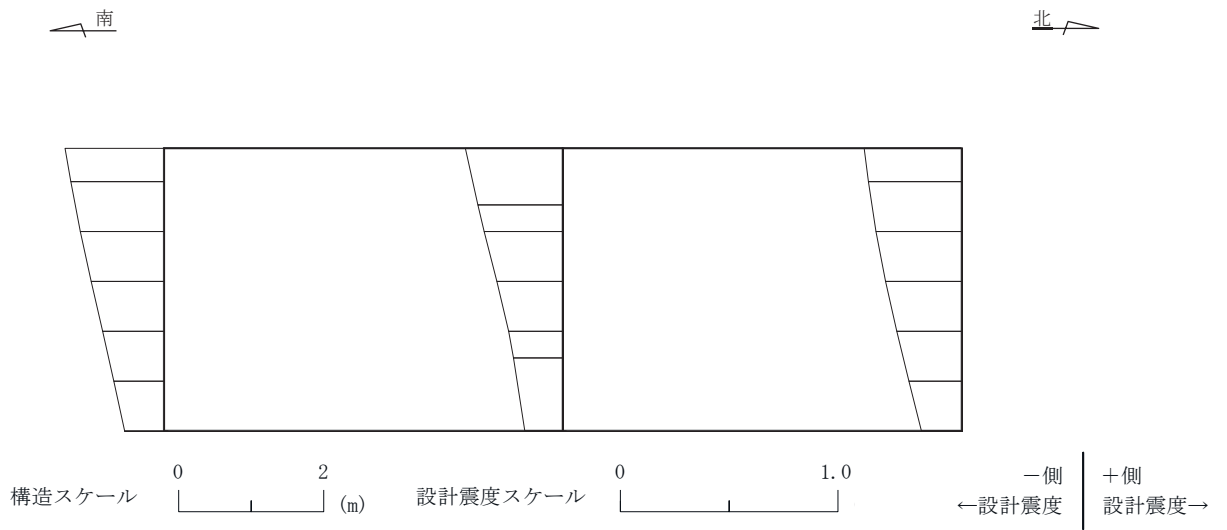 南
北
0 2
構造スケール (m)
0 1.0
設計震度スケール
－側 ＋側
←設計震度 設計震度→